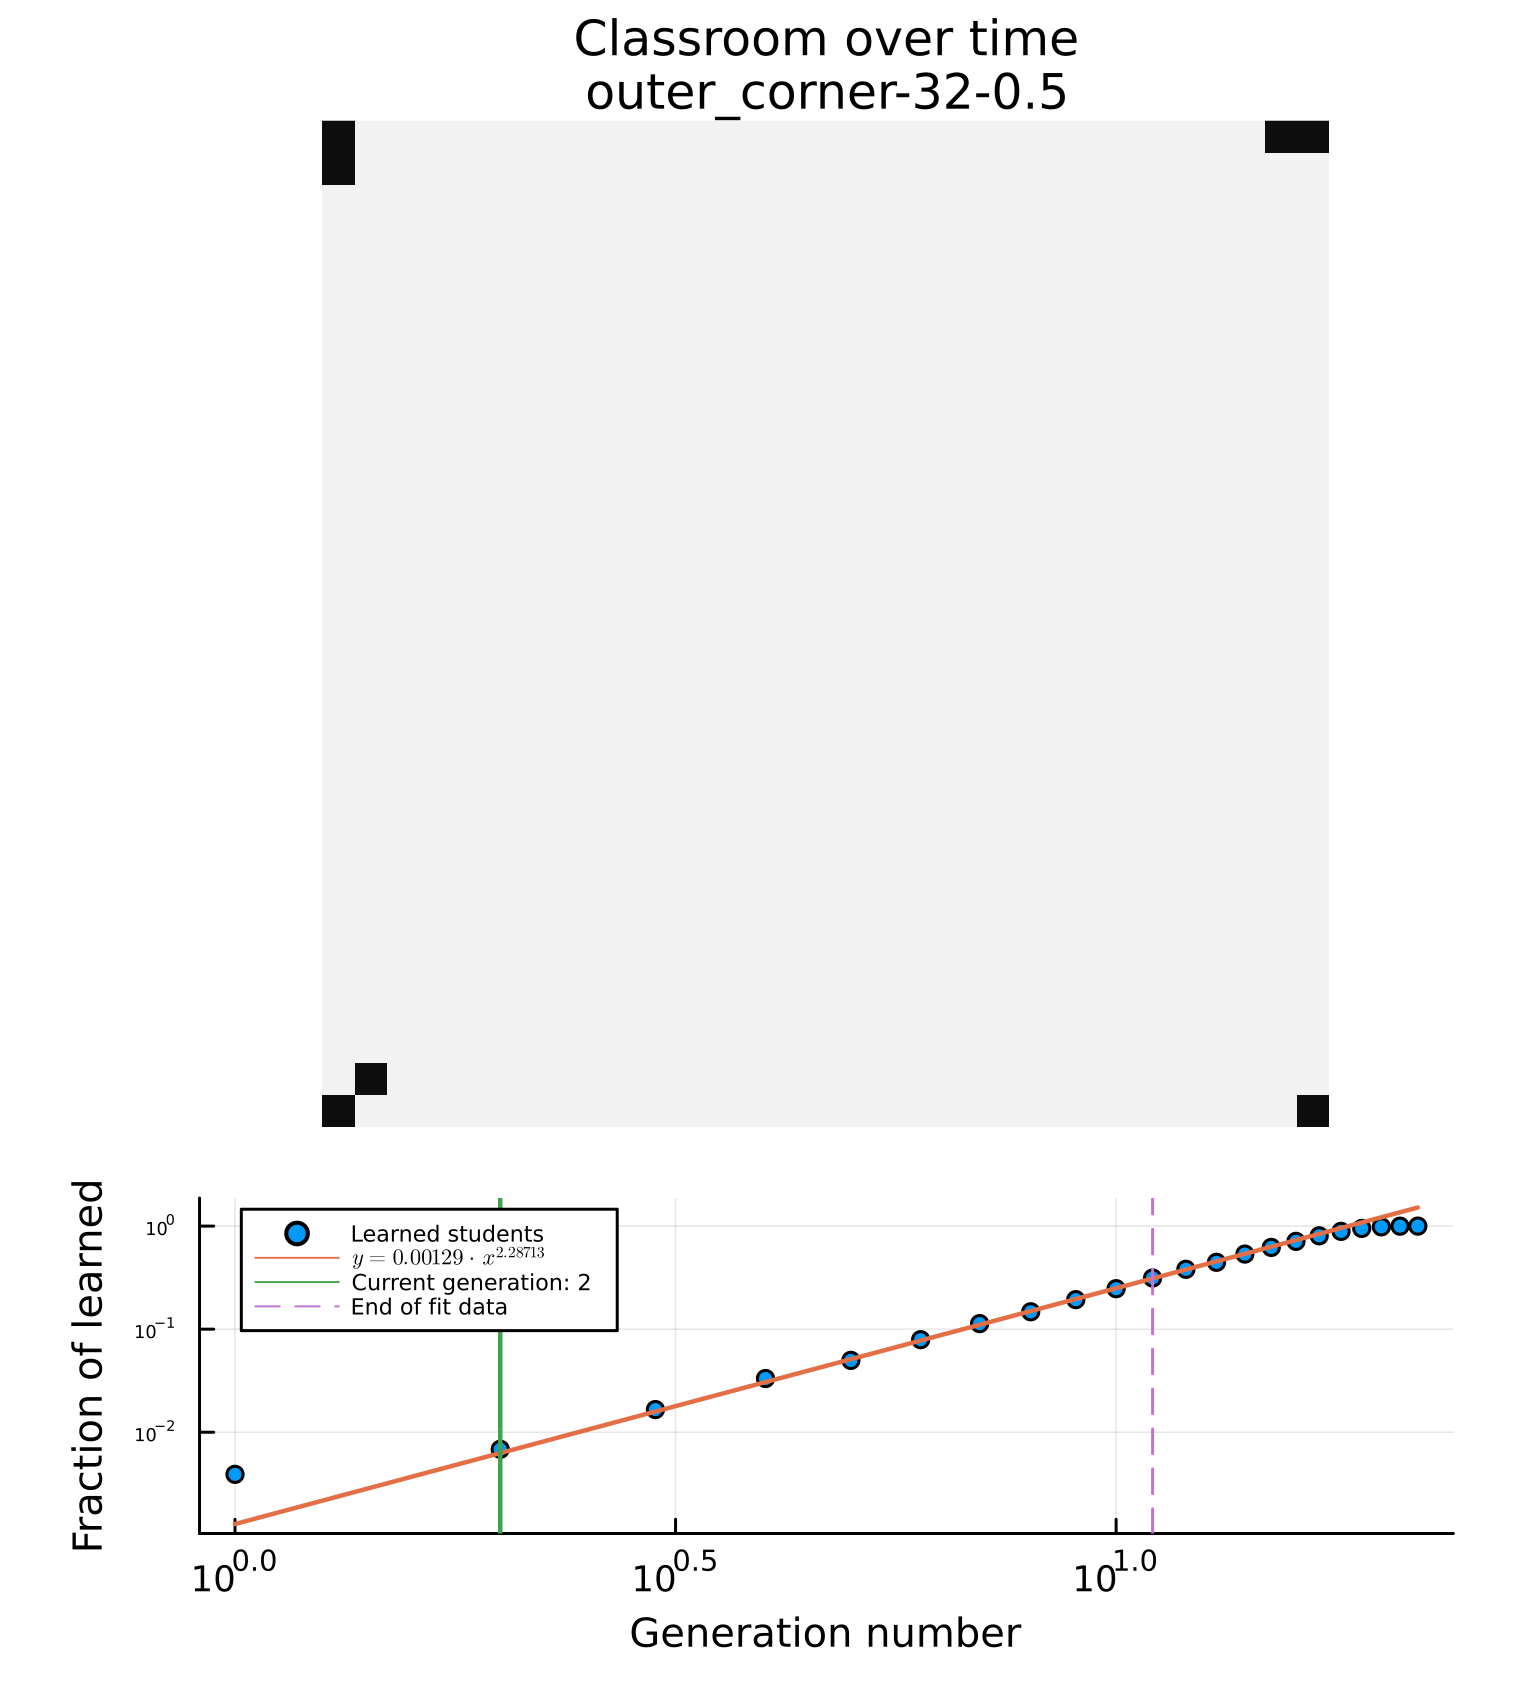 Classroom over time
outer_corner-32-0.5
Fraction of learned
10⁰
10⁻¹
10⁻²
Learned students
y = 0.00129 · x^2.28713
Current generation: 2
End of fit data
10^0.0
10^0.5
10^1.0
Generation number